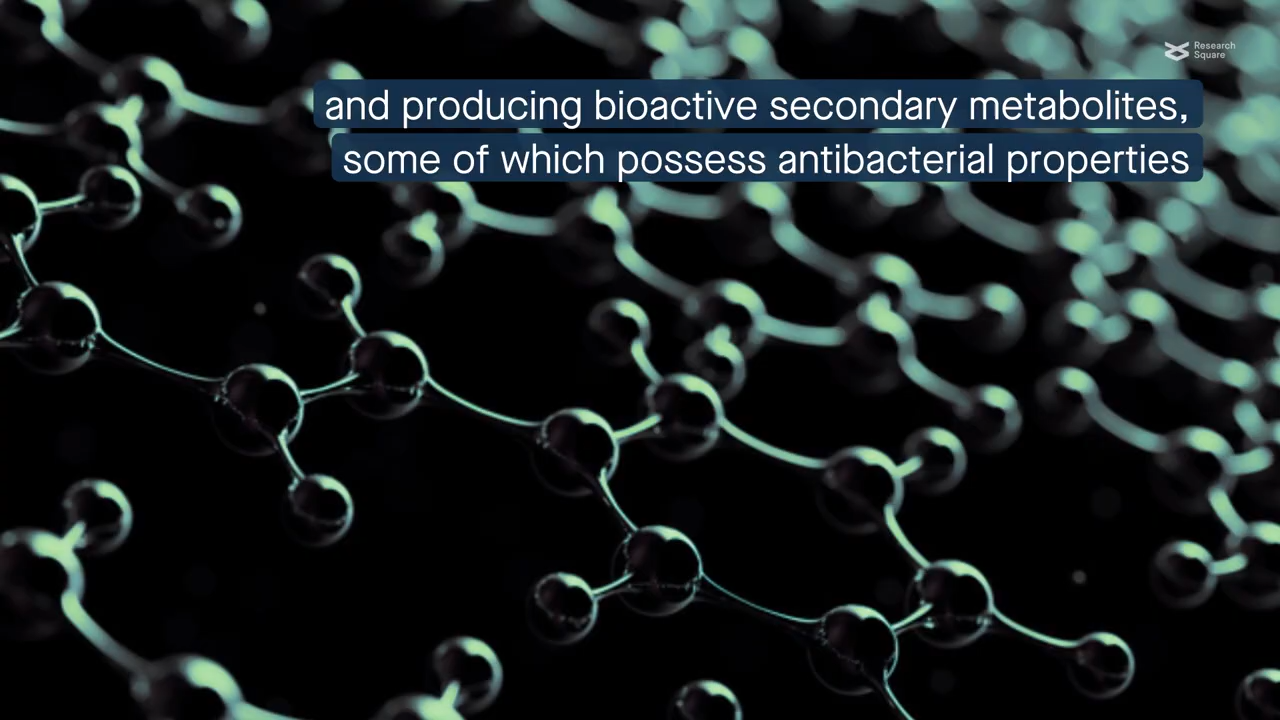 Research
Square
and producing bioactive secondary metabolites,
some of which possess antibacterial properties